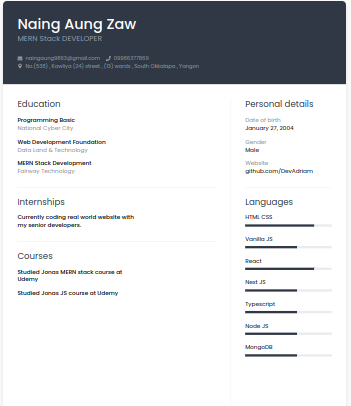 Naing Aung Zaw
MERN Stack DEVELOPER
naingaung9863@gmail.com 09986377869
No.(538) , Kawliya (24) street , (13) wards , South Okkalapa , Yangon
Education
Programming Basic
National Cyber City
Web Development Foundation
Data Land & Technology
MERN Stack Development
Fairway Technology
Internships
Currently coding real world website with
my senior developers.
Courses
Studied Jonas MERN stack course at
Udemy
Studied Jonas JS course at Udemy
Personal details
Date of birth
January 27, 2004
Gender
Male
Website
github.com/DevAdriam
Languages
HTML CSS
Vanilla JS
React
Nest JS
Typescript
Node JS
MongoDB